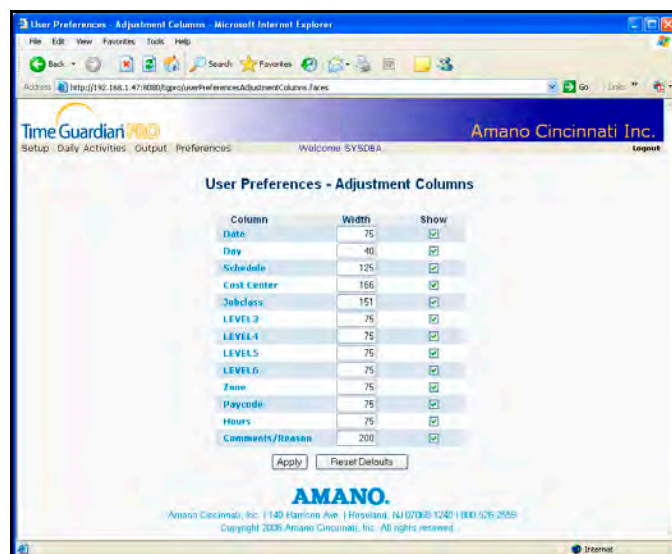 User Preferences - Adjustment Columns - Microsoft Internet Explorer
File Edit View Favorites Tools Help
Back Search Favorites
Address http://192.168.1.47:8080/tgpro/userPreferencesAdjustmentColumns.faces Go Links »
Time Guardian PRO
Amano Cincinnati Inc.
Setup Daily Activities Output Preferences Welcome SYSDBA Logout
User Preferences - Adjustment Columns
Column Width Show
Date 75
Day 40
Schedule 125
Cost Center 166
Jobclass 151
LEVEL3 75
LEVEL4 75
LEVEL5 75
LEVEL6 75
Zone 75
Paycode 75
Hours 75
Comments/Reason 200
Apply Reset Defaults
AMANO.
Amano Cincinnati, Inc. | 140 Harrison Ave. | Roseland, NJ 07068-1240 | 800 526-2559
Copyright 2006 Amano Cincinnati, Inc. All rights reserved.
Internet